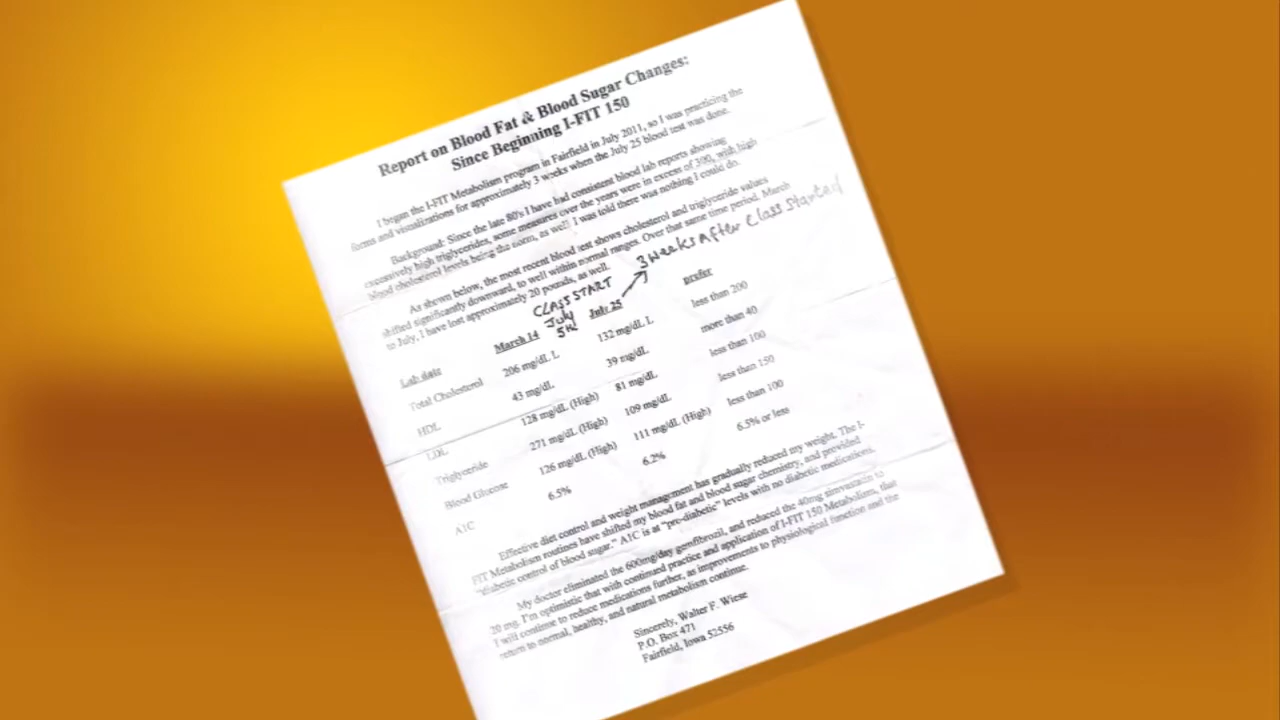 Report on Blood Fat & Blood Sugar Changes:
Since Beginning I-FIT 150
I began the I-FIT Metabolism program in Fairfield in July 2011, so I was practicing the
forms and visualizations for approximately 3 weeks when the July 25 blood test was done.
Background: Since the late 80's I have had consistent blood lab reports showing
excessively high triglycerides, some measures over the years were in excess of 300, with high
blood cholesterol levels being the norm, as well. I was told there was nothing I could do.
As shown below, the most recent blood test shows cholesterol and triglyceride values
shifted significantly downward, to well within normal ranges. Over that same time period, March
to July, I have lost approximately 20 pounds, as well.
3 weeks After Class Started
CLASS START
July
5th
Lab date March 14 July 25 prefer
Total Cholesterol 206 mg/dL L 132 mg/dL L less than 200
HDL 43 mg/dL 39 mg/dL more than 40
LDL 128 mg/dL (High) 81 mg/dL less than 100
Triglyceride 271 mg/dL (High) 109 mg/dL less than 150
Blood Glucose 126 mg/dL (High) 111 mg/dL (High) less than 100
A1C 6.5% 6.2% 6.5% or less
Effective diet control and weight management has gradually reduced my weight. The I-
FIT Metabolism routines have shifted my blood fat and blood sugar chemistry, and provided
"diabetic control of blood sugar." A1C is at "pre-diabetic" levels with no diabetic medications.
My doctor eliminated the 600mg/day gemfibrozil, and reduced the 40mg simvastatin to
20 mg. I'm optimistic that with continued practice and application of I-FIT 150 Metabolism, that
I will continue to reduce medications further, as improvements to physiological function and the
return to normal, healthy, and natural metabolism continue.
Sincerely, Walter F. Wiese
P.O. Box 471
Fairfield, Iowa 52556